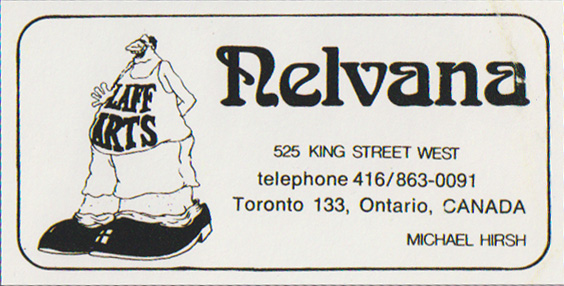 LAFF
ARTS
Nelvana
525 KING STREET WEST
telephone 416/863-0091
Toronto 133, Ontario, CANADA
MICHAEL HIRSH